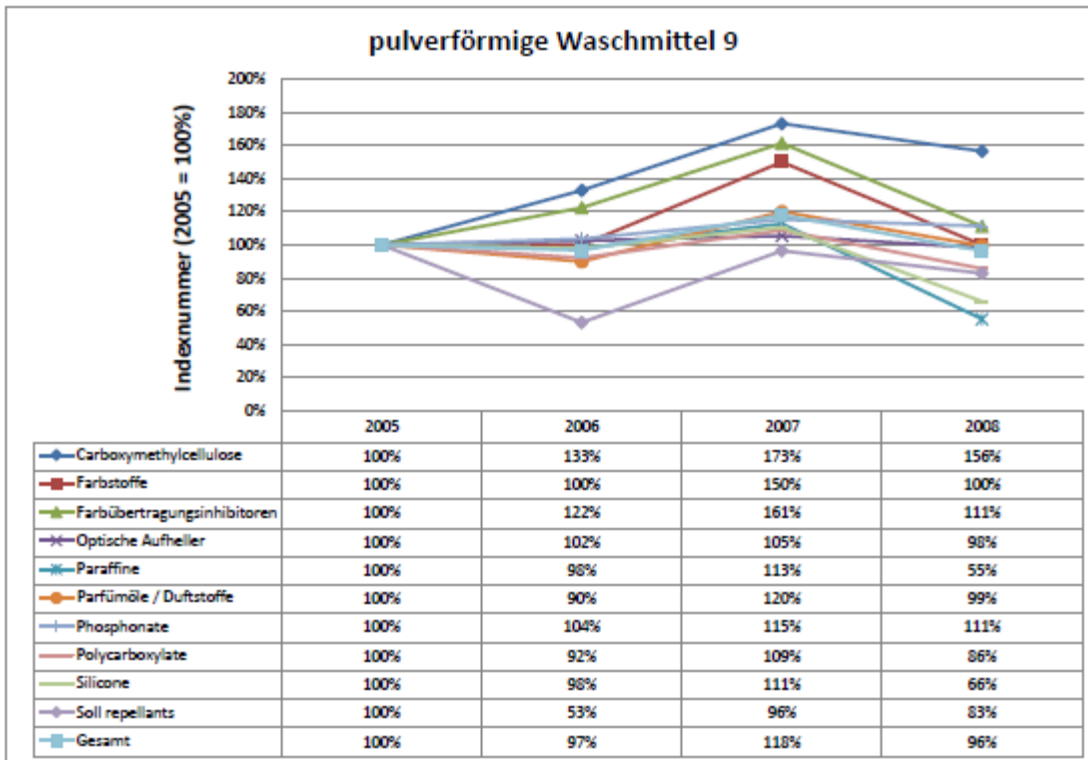 pulverförmige Waschmittel 9
Indexnummer (2005 = 100%)
200%
180%
160%
140%
120%
100%
80%
60%
40%
20%
0%
2005 2006 2007 2008
Carboxymethylcellulose 100% 133% 173% 156%
Farbstoffe 100% 100% 150% 100%
Farbübertragungsinhibitoren 100% 122% 161% 111%
Optische Aufheller 100% 102% 105% 98%
Paraffine 100% 98% 113% 55%
Parfümöle / Duftstoffe 100% 90% 120% 99%
Phosphonate 100% 104% 115% 111%
Polycarboxylate 100% 92% 109% 86%
Silicone 100% 98% 111% 66%
Soll repellants 100% 53% 96% 83%
Gesamt 100% 97% 118% 96%